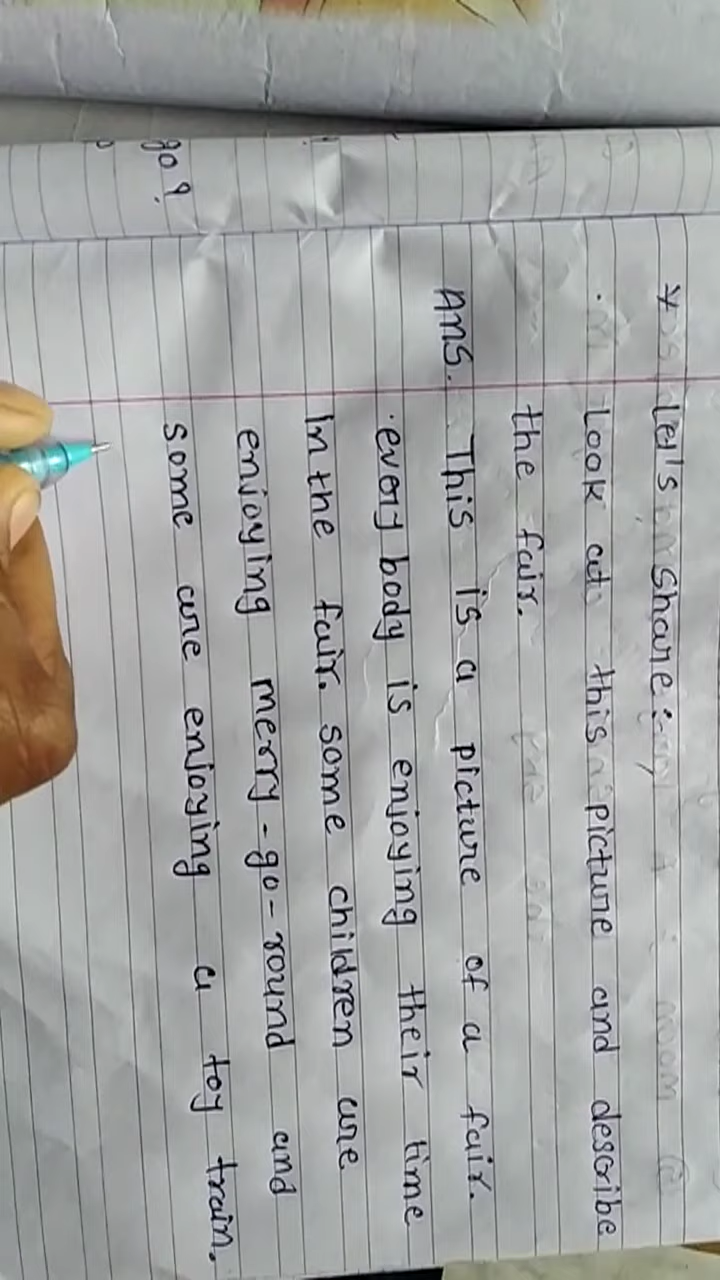 go?
* Let's Share:
Look at this picture and describe
the fair.
Ans. This is a picture of a fair.
every body is enjoying their time
In the fair. some children are
enjoying merry-go-round and
some are enjoying a toy train.